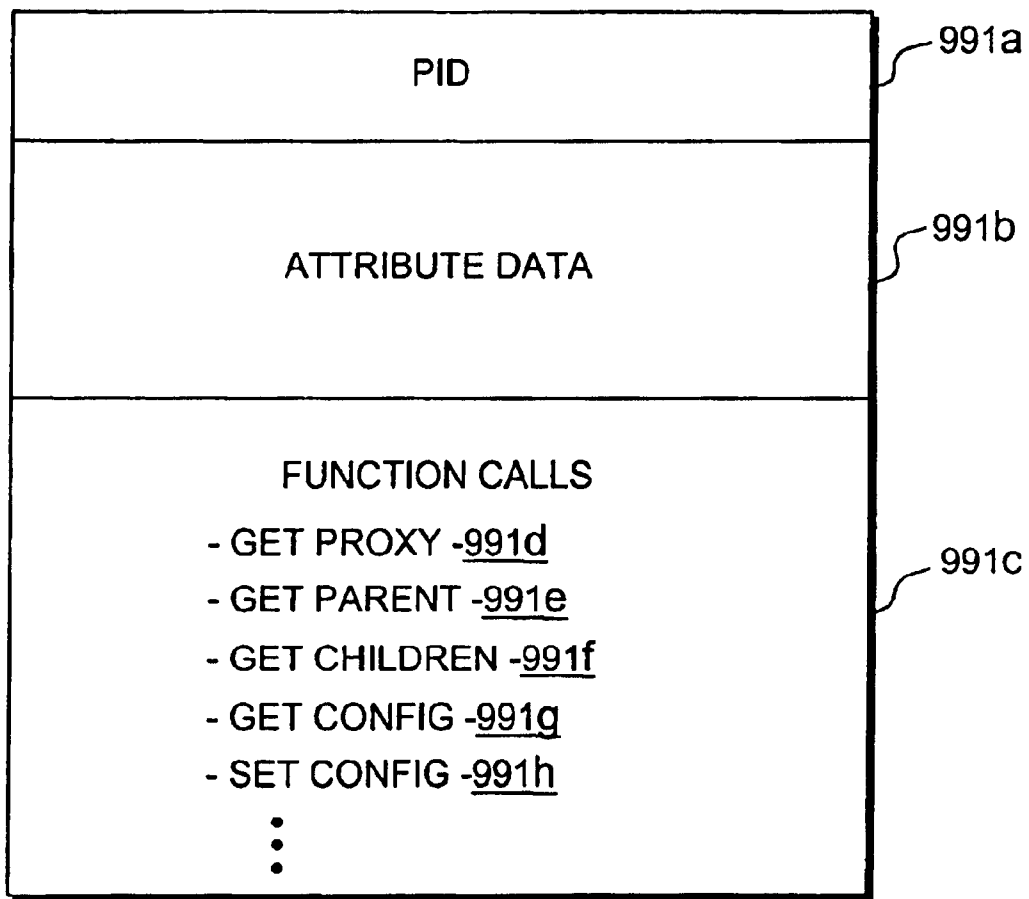 PID
991a
ATTRIBUTE DATA
991b
FUNCTION CALLS
- GET PROXY -991d
- GET PARENT -991e
- GET CHILDREN -991f
- GET CONFIG -991g
- SET CONFIG -991h
991c